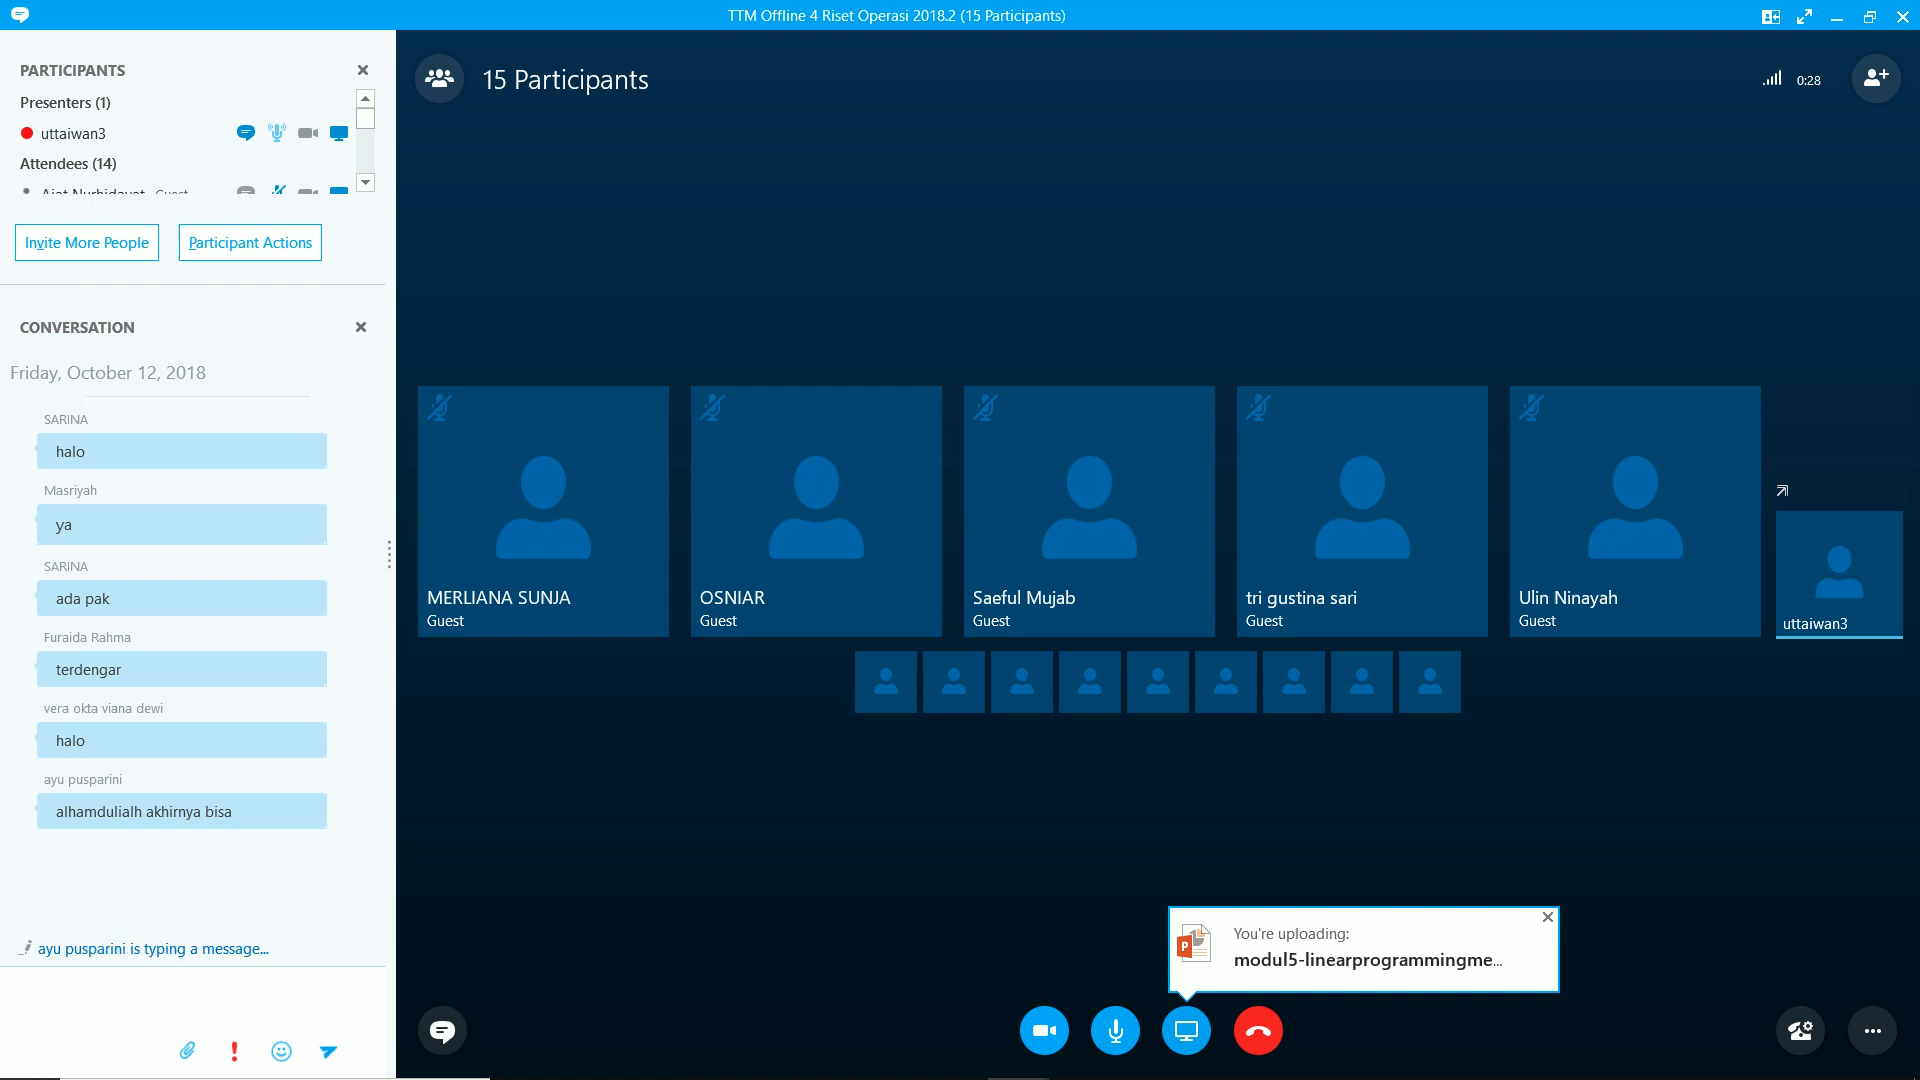 TTM Offline 4 Riset Operasi 2018.2 (15 Participants)
PARTICIPANTS
Presenters (1)
uttaiwan3
Attendees (14)
Ajat Nurhidayat Guest
Invite More People
Participant Actions
CONVERSATION
Friday, October 12, 2018
SARINA
halo
Masriyah
ya
SARINA
ada pak
Furaida Rahma
terdengar
vera okta viana dewi
halo
ayu pusparini
alhamdulialh akhirnya bisa
ayu pusparini is typing a message...
15 Participants
0:28
MERLIANA SUNJA
Guest
OSNIAR
Guest
Saeful Mujab
Guest
tri gustina sari
Guest
Ulin Ninayah
Guest
uttaiwan3
You're uploading:
modul5-linearprogrammingme...
P